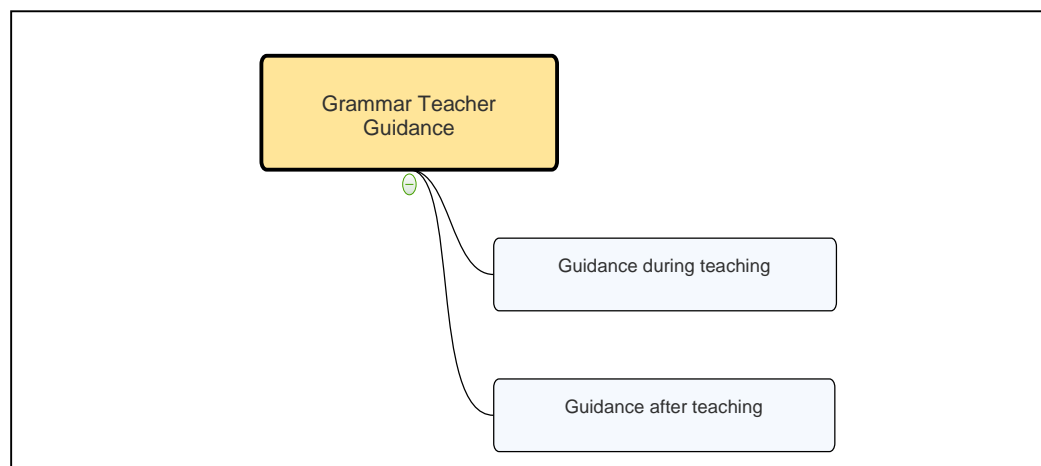 Grammar Teacher
Guidance
Guidance during teaching
Guidance after teaching